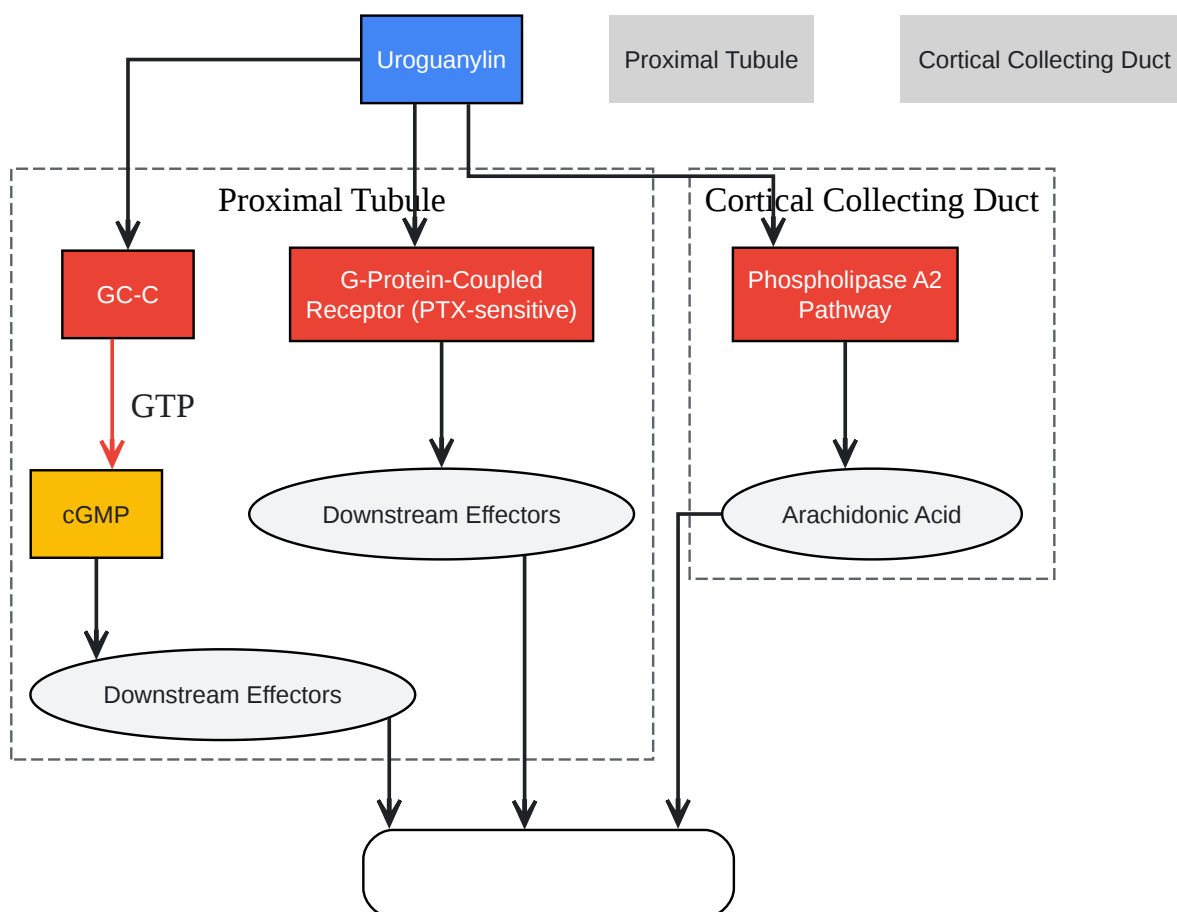 Uroguanylin
Proximal Tubule
Cortical Collecting Duct
Proximal Tubule
Cortical Collecting Duct
GC-C
G-Protein-Coupled
Receptor (PTX-sensitive)
Phospholipase A2
Pathway
GTP
cGMP
Downstream Effectors
Arachidonic Acid
Downstream Effectors